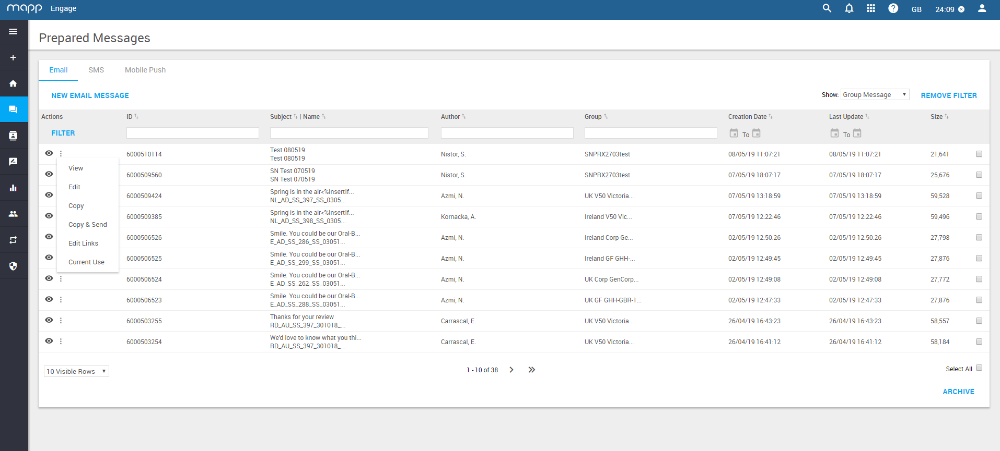 mapp Engage GB 24:09
Prepared Messages
Email SMS Mobile Push
NEW EMAIL MESSAGE Show: Group Message REMOVE FILTER
Actions ID Subject | Name Author Group Creation Date Last Update Size
FILTER To To
6000510114 Test 080519 Nistor, S. SNPRX2703test 08/05/19 11:07:21 08/05/19 11:07:21 21,641
Test 080519
View
6000509560 SN Test 070519 Nistor, S. SNPRX2703test 07/05/19 18:07:17 07/05/19 18:07:17 25,676
SN Test 070519
Edit
6000509424 Spring is in the air<%InsertIf... Azmi, N. UK V50 Victoria... 07/05/19 13:18:59 07/05/19 13:18:59 59,528
NL_AD_SS_397_SS_0305...
Copy
6000509385 Spring is in the air<%InsertIf... Kornacka, A. Ireland V50 Vic... 07/05/19 12:22:46 07/05/19 12:22:46 59,496
NL_AD_SS_398_SS_0305...
Copy & Send
6000506526 Smile. You could be our Oral-B... Azmi, N. Ireland Corp Ge... 02/05/19 12:50:26 02/05/19 12:50:26 27,798
E_AD_SS_286_SS_03051...
Edit Links
6000506525 Smile. You could be our Oral-B... Azmi, N. Ireland GF GHH-... 02/05/19 12:49:45 02/05/19 12:49:45 27,876
E_AD_SS_299_SS_03051...
Current Use
6000506524 Smile. You could be our Oral-B... Azmi, N. UK Corp GenCorp... 02/05/19 12:49:08 02/05/19 12:49:08 27,772
E_AD_SS_262_SS_03051...
6000506523 Smile. You could be our Oral-B... Azmi, N. UK GF GHH-GBR-1... 02/05/19 12:47:33 02/05/19 12:47:33 27,876
E_AD_SS_288_SS_03051...
6000503255 Thanks for your review Carrascal, E. UK V50 Victoria... 26/04/19 16:43:23 26/04/19 16:43:23 58,557
RD_AU_SS_397_301018_...
6000503254 We'd love to know what you thi... Carrascal, E. UK V50 Victoria... 26/04/19 16:41:12 26/04/19 16:41:12 58,184
RD_AU_SS_397_301018_...
10 Visible Rows 1 - 10 of 38 Select All
ARCHIVE